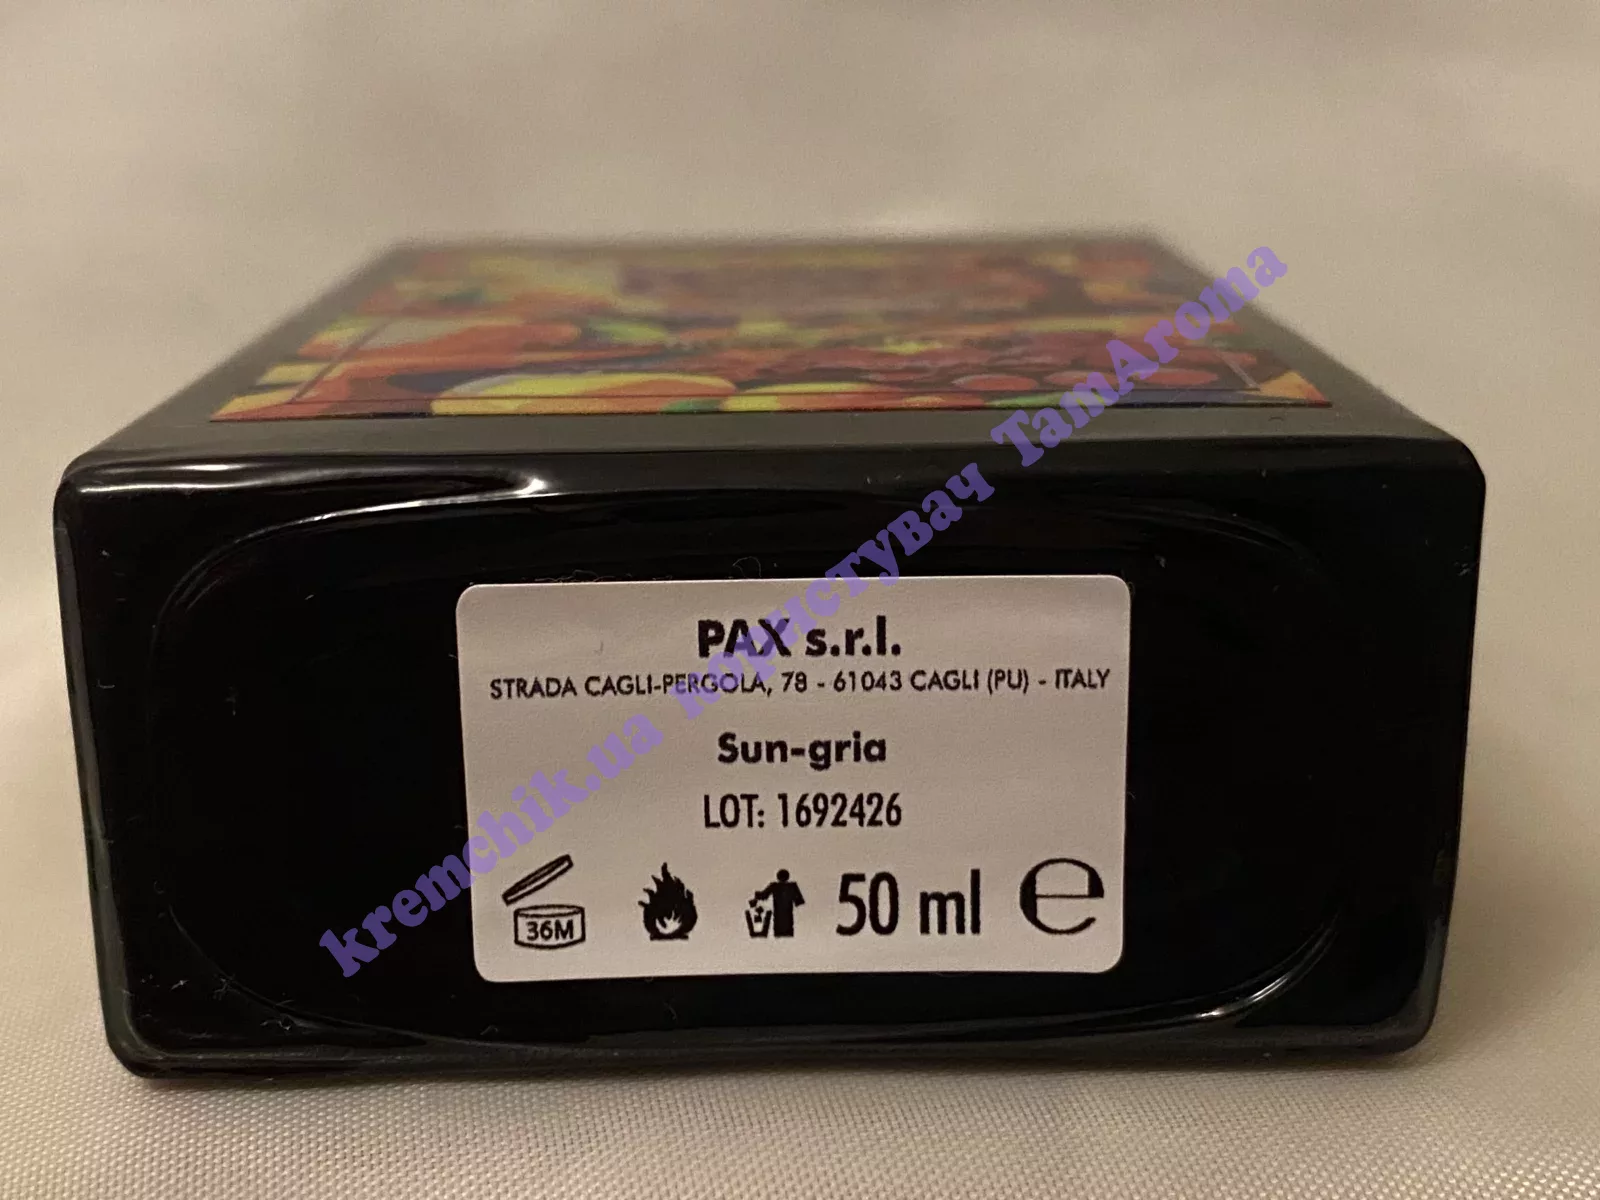 PAX s.r.l.
STRADA CAGLI-PERGOLA, 78 - 61043 CAGLI (PU) - ITALY
Sun-gria
LOT: 1692426
36M
50 ml e
kremchik.ua користувач TamAroma